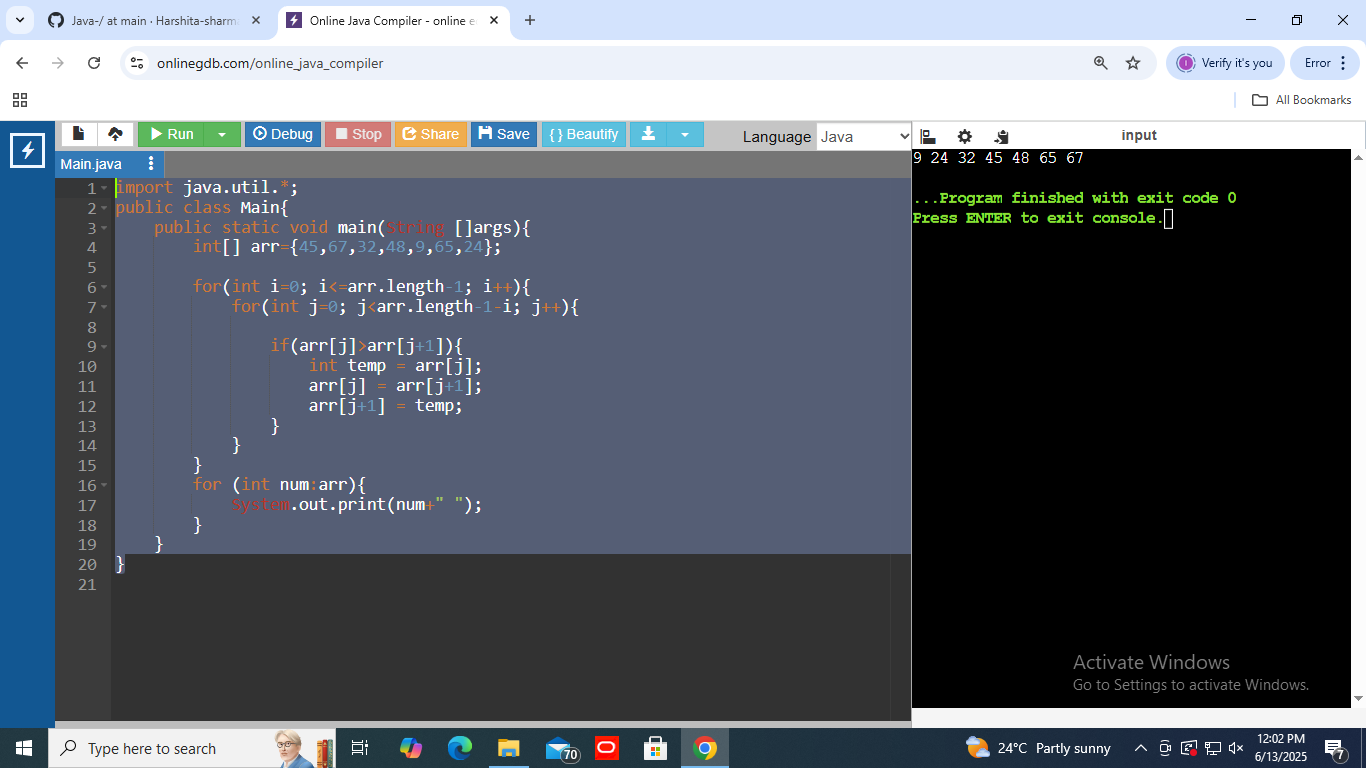 Java-/ at main · Harshita-sharm
Online Java Compiler - online e
onlinegdb.com/online_java_compiler
Verify it's you
Error
All Bookmarks
Run
Debug
Stop
Share
Save
{ } Beautify
Language Java
input
Main.java
1 import java.util.*;
2 public class Main{
3     public static void main(String []args){
4         int[] arr={45,67,32,48,9,65,24};
5
6         for(int i=0; i<=arr.length-1; i++){
7             for(int j=0; j<arr.length-1-i; j++){
8
9                 if(arr[j]>arr[j+1]){
10                     int temp = arr[j];
11                     arr[j] = arr[j+1];
12                     arr[j+1] = temp;
13                 }
14             }
15         }
16         for (int num:arr){
17             System.out.print(num+" ");
18         }
19     }
20 }
21
9 24 32 45 48 65 67
...Program finished with exit code 0
Press ENTER to exit console.
Activate Windows
Go to Settings to activate Windows.
Type here to search
70
24°C Partly sunny
12:02 PM
6/13/2025
7